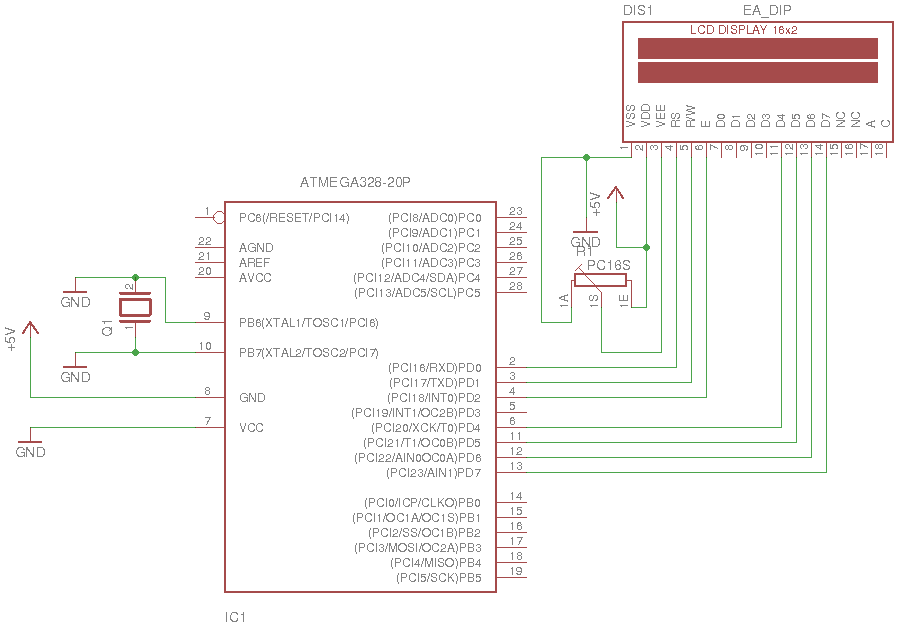 DIS1 EA_DIP
LCD DISPLAY 16x2
VSS VDD VEE RS R/W E D0 D1 D2 D3 D4 D5 D6 D7 NC NC A C
1 2 3 4 5 6 7 8 9 10 11 12 13 14 15 16 17 18
ATMEGA328-20P
1 PC6(/RESET/PCI14)
22 AGND
21 AREF
20 AVCC
9 PB6(XTAL1/TOSC1/PCI6)
10 PB7(XTAL2/TOSC2/PCI7)
8 GND
7 VCC
(PCI8/ADC0)PC0 23
(PCI9/ADC1)PC1 24
(PCI10/ADC2)PC2 25
(PCI11/ADC3)PC3 26
(PCI12/ADC4/SDA)PC4 27
(PCI13/ADC5/SCL)PC5 28
(PCI16/RXD)PD0 2
(PCI17/TXD)PD1 3
(PCI18/INT0)PD2 4
(PCI19/INT1/OC2B)PD3 5
(PCI20/XCK/T0)PD4 6
(PCI21/T1/OC0B)PD5 11
(PCI22/AIN0OC0A)PD6 12
(PCI23/AIN1)PD7 13
(PCI0/ICP/CLKO)PB0 14
(PCI1/OC1A/OC1S)PB1 15
(PCI2/SS/OC1B)PB2 16
(PCI3/MOSI/OC2A)PB3 17
(PCI4/MISO)PB4 18
(PCI5/SCK)PB5 19
IC1
GND
Q1
2
1
GND
+5V
GND
+5V
GND
R1
PC16S
1A 1S 1E